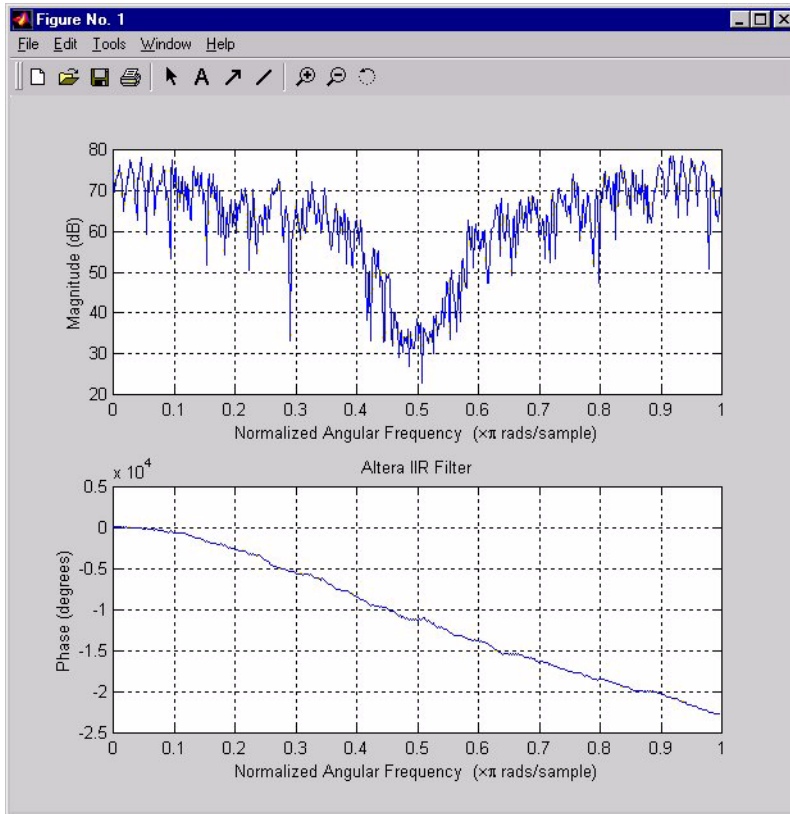 Figure No. 1
File Edit Tools Window Help
A
80
70
60
50
40
30
20
Magnitude (dB)
0 0.1 0.2 0.3 0.4 0.5 0.6 0.7 0.8 0.9 1
Normalized Angular Frequency (×π rads/sample)
Altera IIR Filter
x 10^4
0.5
0
-0.5
-1
-1.5
-2
-2.5
Phase (degrees)
0 0.1 0.2 0.3 0.4 0.5 0.6 0.7 0.8 0.9 1
Normalized Angular Frequency (×π rads/sample)